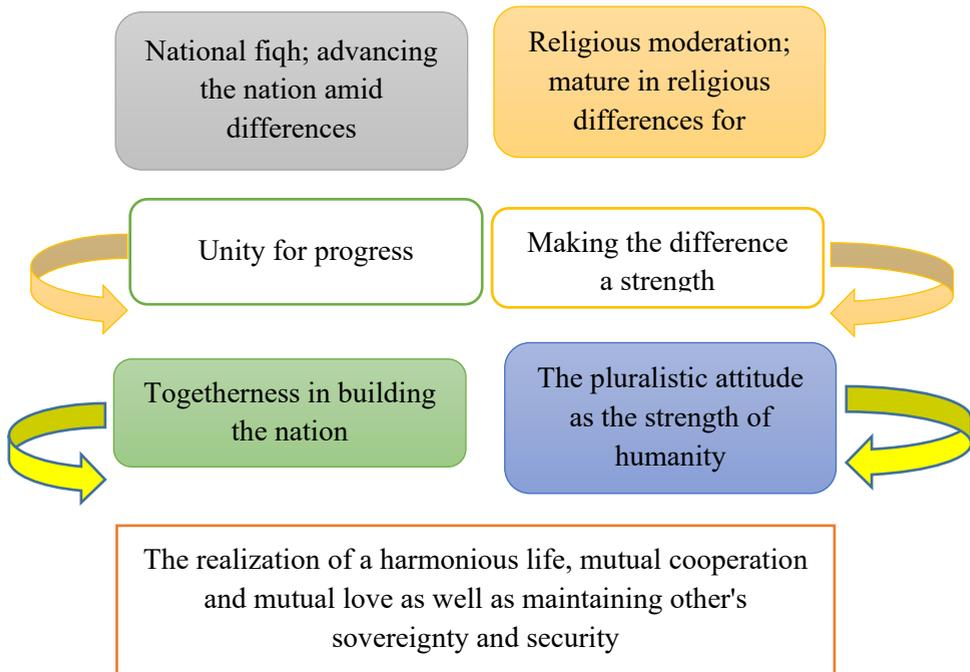 National fiqh; advancing
the nation amid
differences
Religious moderation;
mature in religious
differences for
Unity for progress
Making the difference
a strength
Togetherness in building
the nation
The pluralistic attitude
as the strength of
humanity
The realization of a harmonious life, mutual cooperation
and mutual love as well as maintaining other's
sovereignty and security